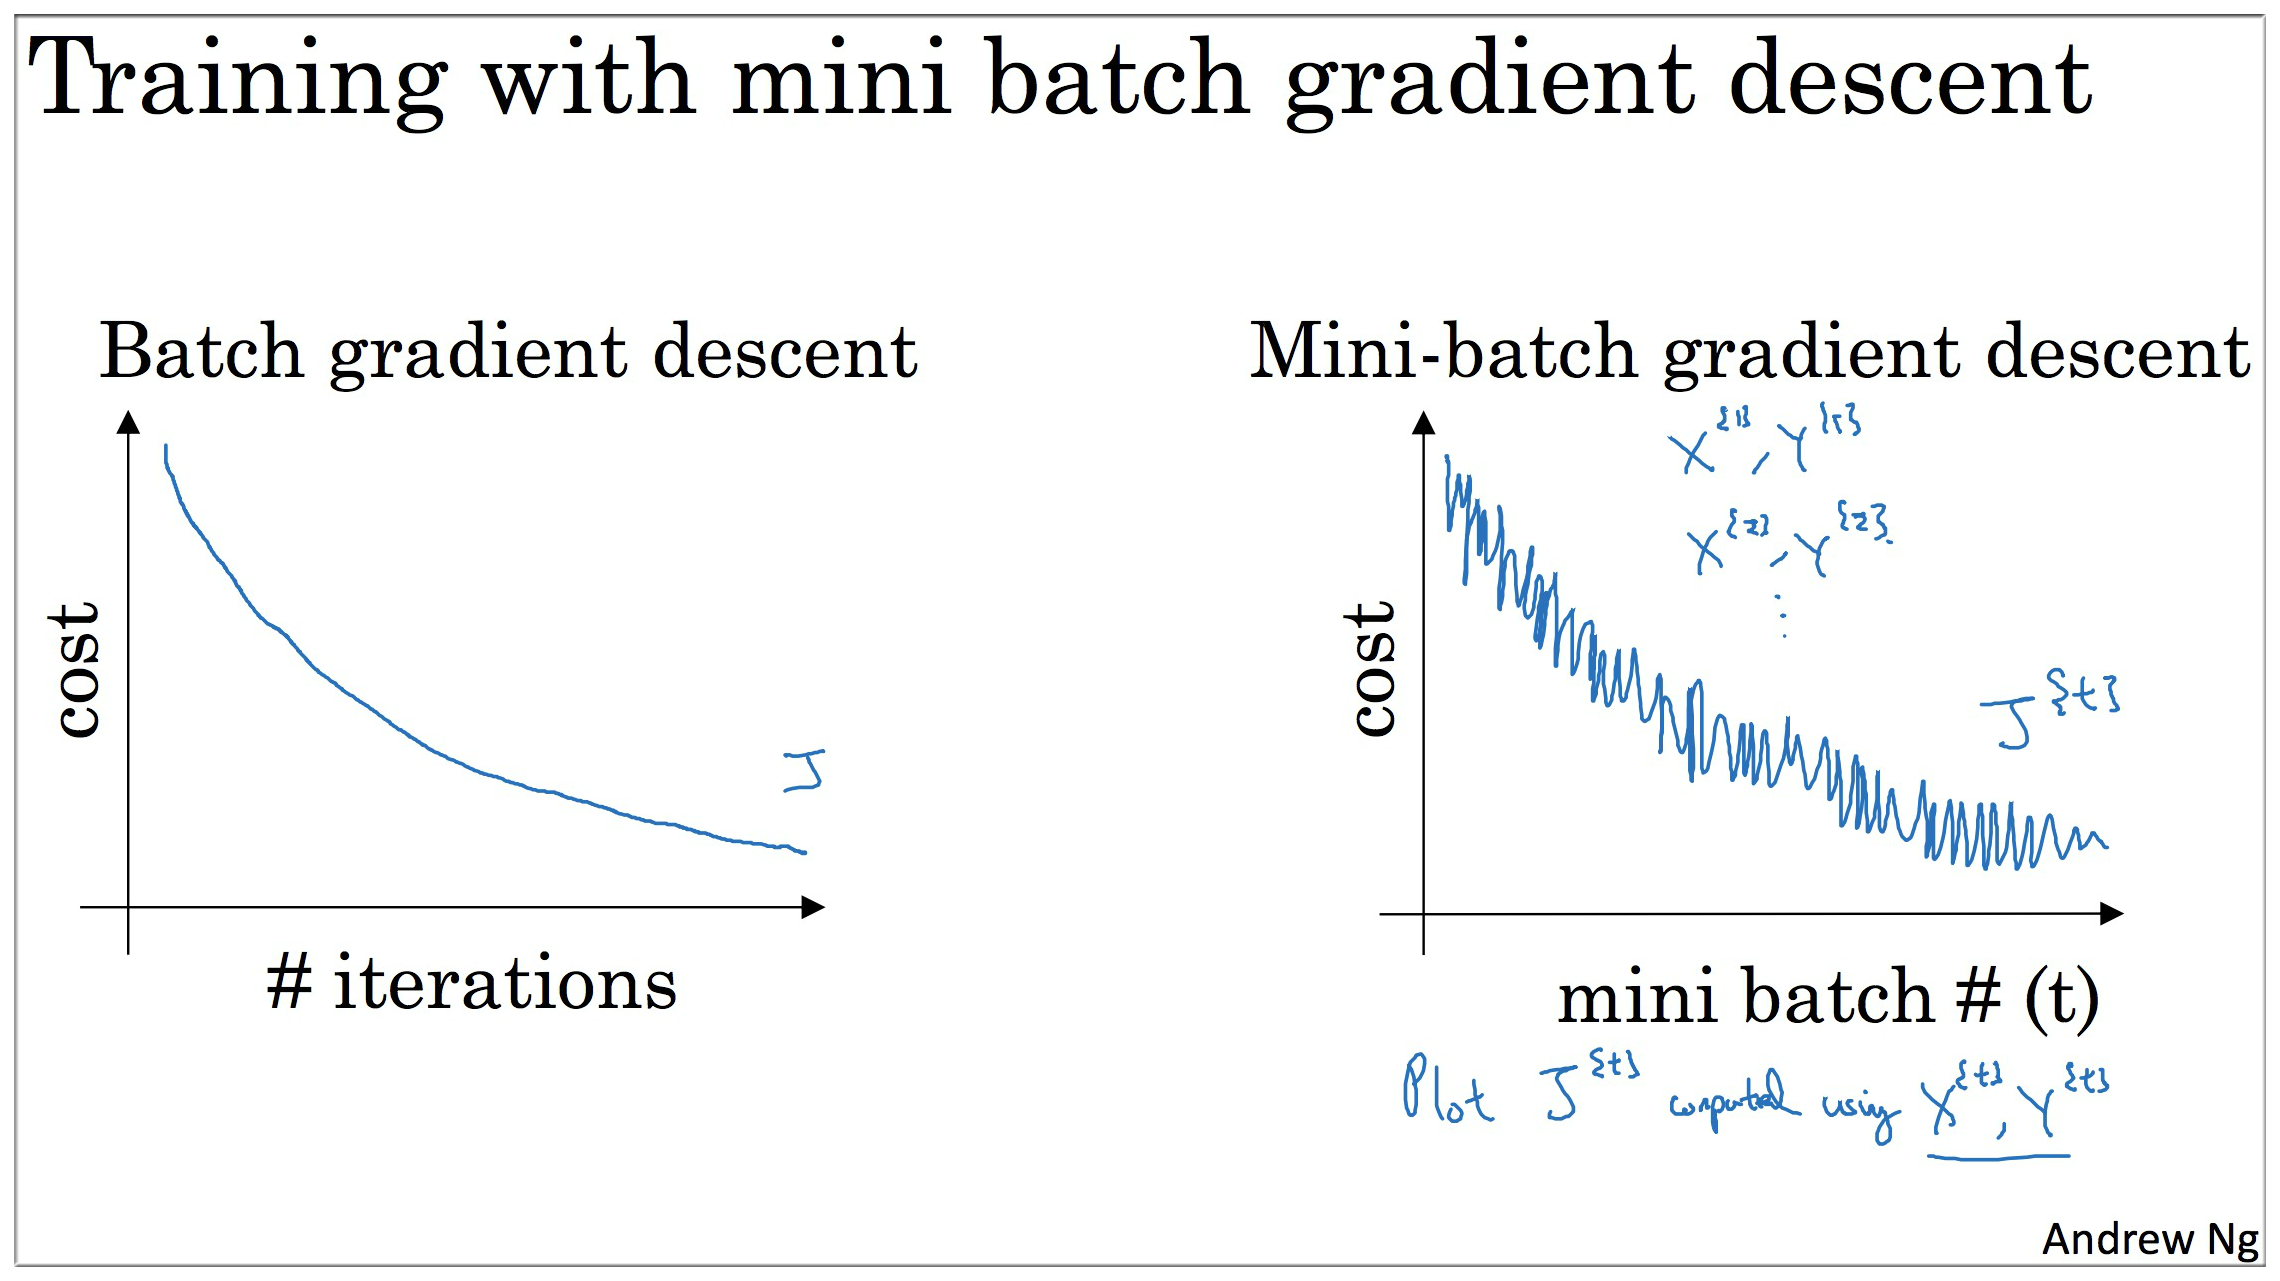 Training with mini batch gradient descent
Batch gradient descent
cost
J
# iterations
Mini-batch gradient descent
X^{1}, Y^{1}
X^{2}, Y^{2}
⋮
cost
J^{t}
mini batch # (t)
Plot J^{t} computed using X^{t}, Y^{t}
Andrew Ng